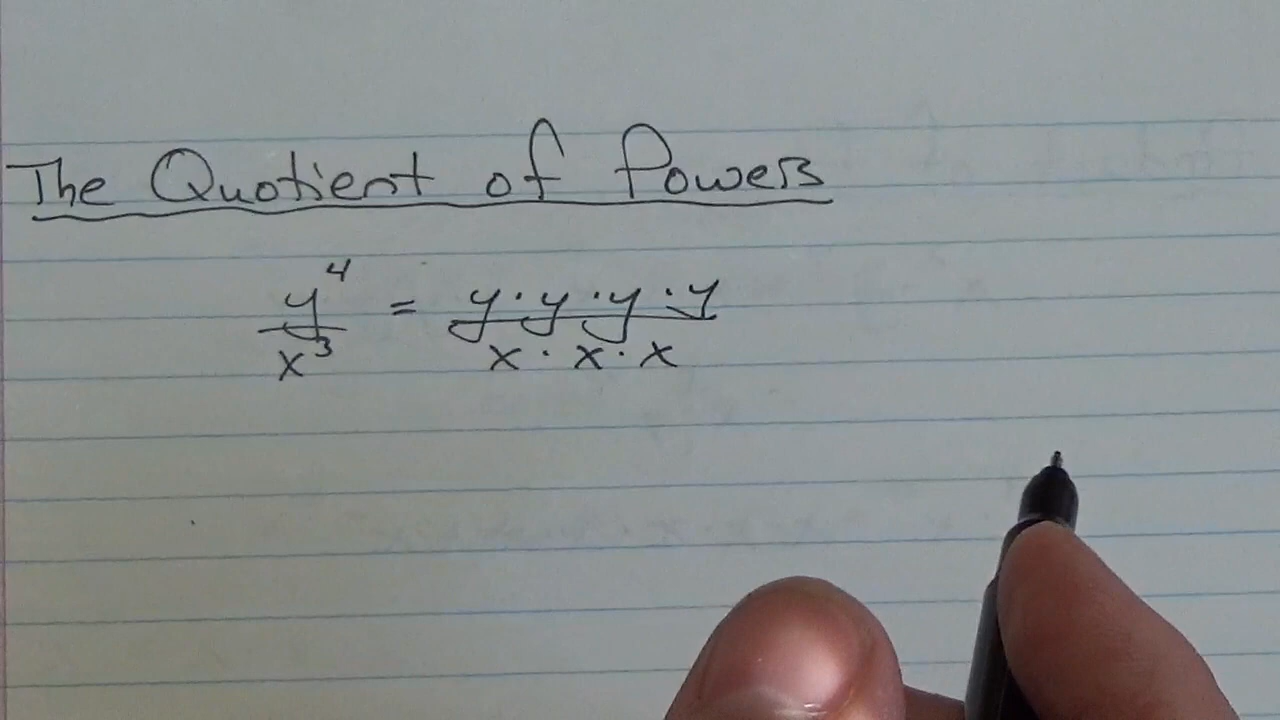 The Quotient of Powers
y⁴/x³ = y·y·y·y/x·x·x